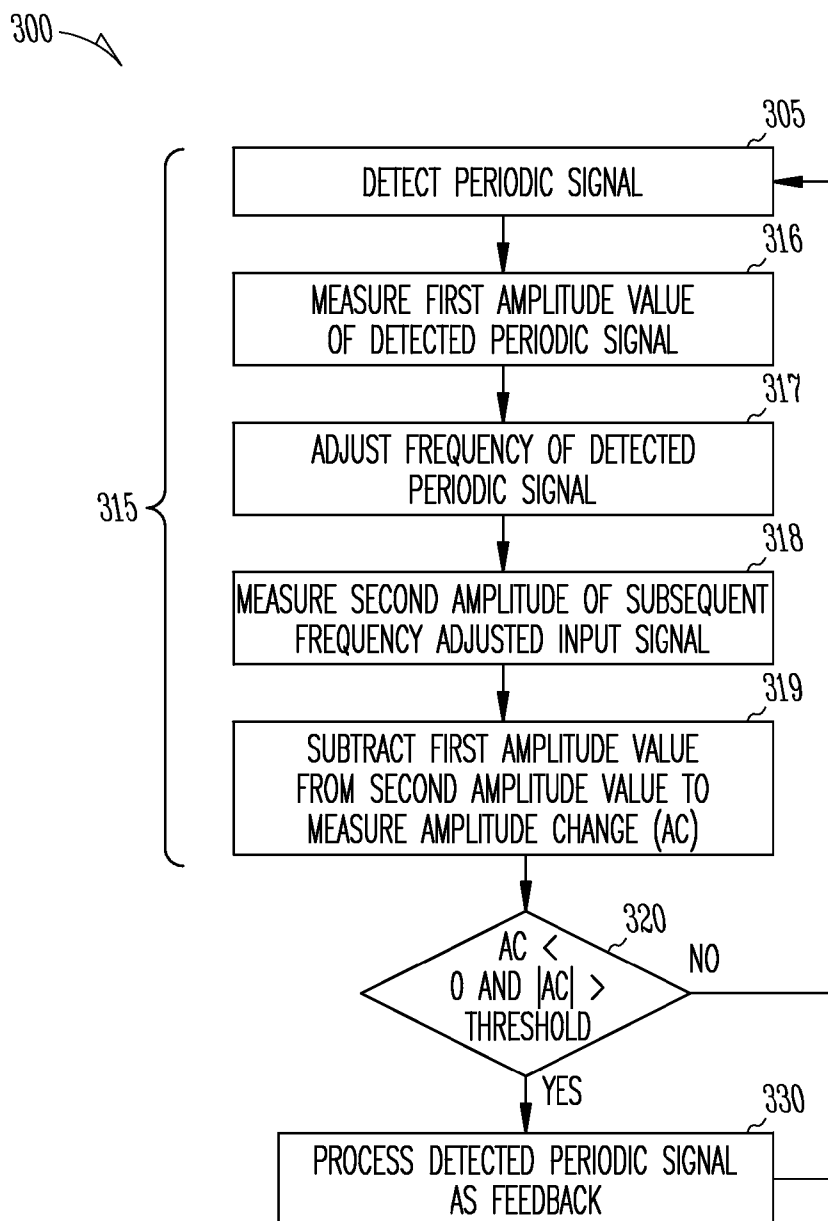 300
305
DETECT PERIODIC SIGNAL
316
MEASURE FIRST AMPLITUDE VALUE
OF DETECTED PERIODIC SIGNAL
317
ADJUST FREQUENCY OF DETECTED
PERIODIC SIGNAL
315
318
MEASURE SECOND AMPLITUDE OF SUBSEQUENT
FREQUENCY ADJUSTED INPUT SIGNAL
319
SUBTRACT FIRST AMPLITUDE VALUE
FROM SECOND AMPLITUDE VALUE TO
MEASURE AMPLITUDE CHANGE (AC)
320
AC <
0 AND |AC| >
THRESHOLD
NO
YES
330
PROCESS DETECTED PERIODIC SIGNAL
AS FEEDBACK